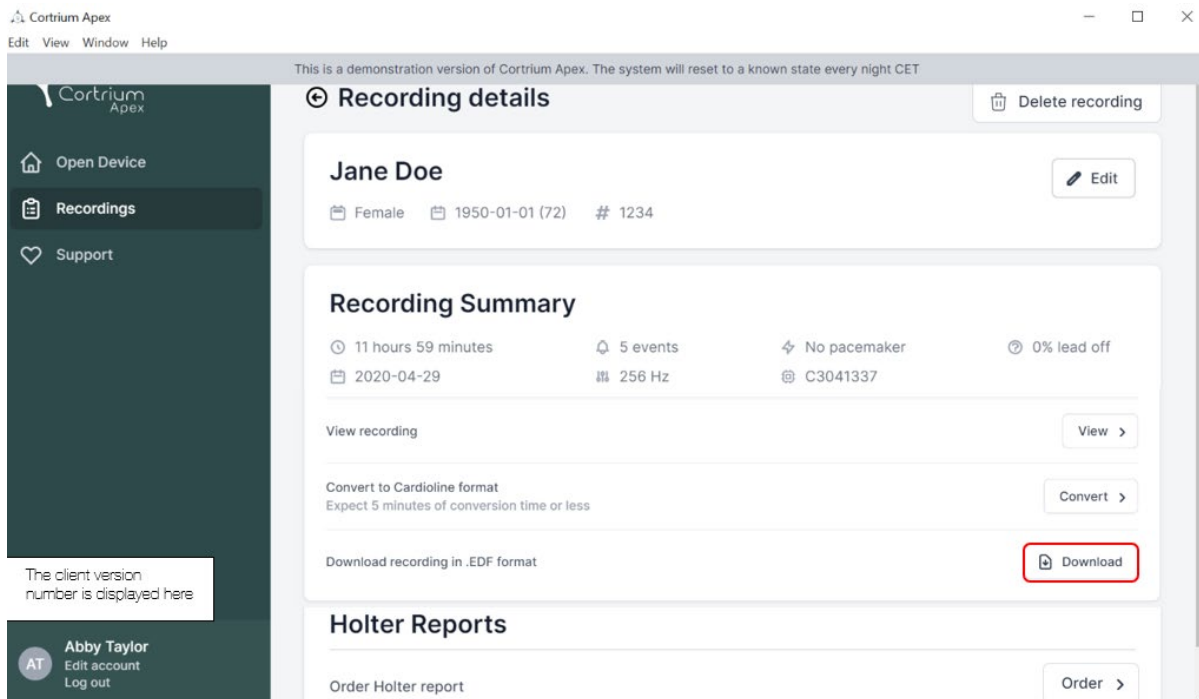 Cortrium Apex
Edit View Window Help
This is a demonstration version of Cortrium Apex. The system will reset to a known state every night CET
Cortrium
Apex
Open Device
Recordings
Support
The client version
number is displayed here
AT
Abby Taylor
Edit account
Log out
Recording details
Delete recording
Jane Doe
Edit
Female 1950-01-01 (72) # 1234
Recording Summary
11 hours 59 minutes 5 events No pacemaker 0% lead off
2020-04-29 256 Hz C3041337
View recording View
Convert to Cardioline format
Expect 5 minutes of conversion time or less
Convert
Download recording in .EDF format Download
Holter Reports
Order Holter report Order